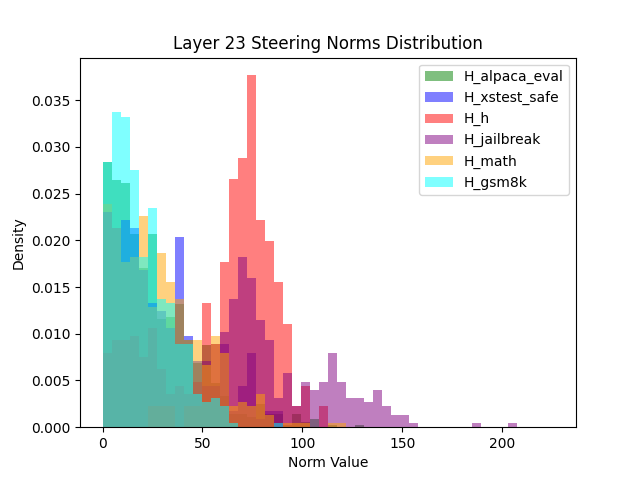 Layer 23 Steering Norms Distribution
H_alpaca_eval
H_xstest_safe
H_h
H_jailbreak
H_math
H_gsm8k
Density
0.035
0.030
0.025
0.020
0.015
0.010
0.005
0.000
0 50 100 150 200
Norm Value